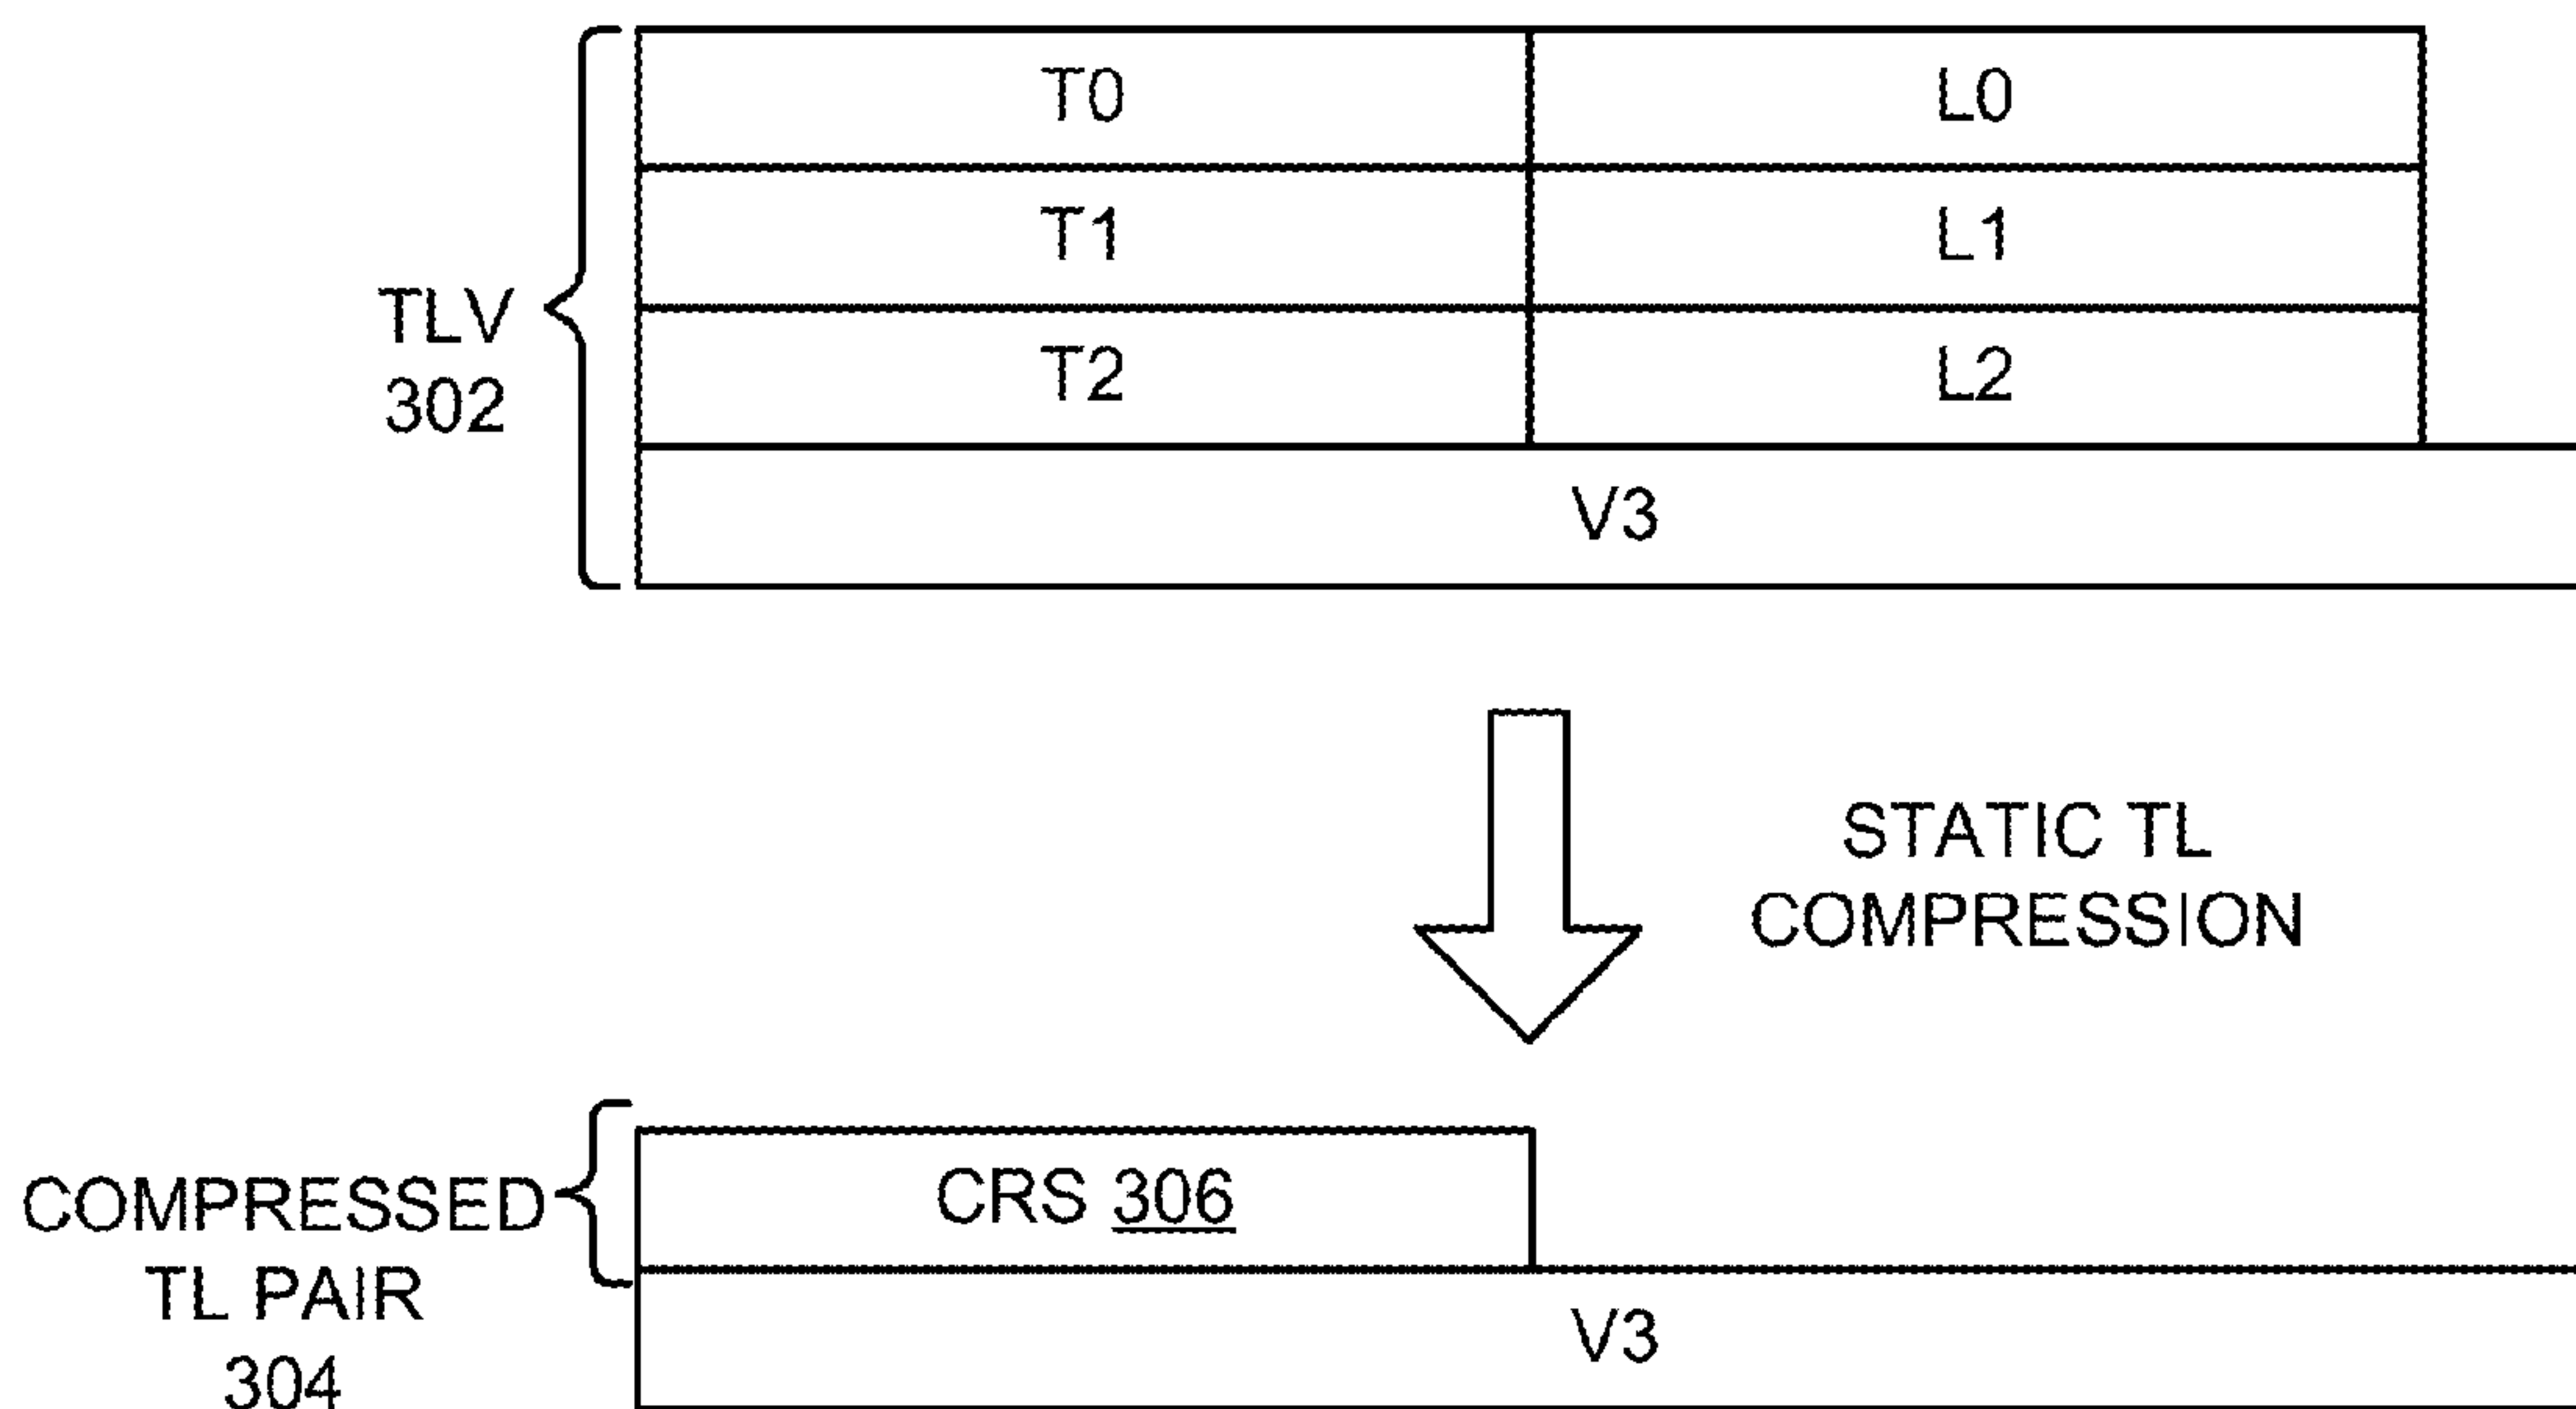 T0 L0
T1 L1
TLV
302
T2 L2
V3
STATIC TL
COMPRESSION
COMPRESSED
TL PAIR
304
CRS 306
V3